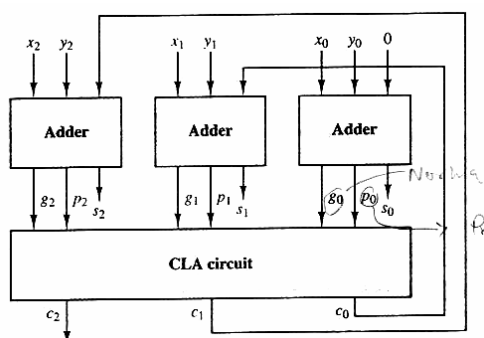 x2 y2 x1 y1 x0 y0 0
Adder Adder Adder
g2 p2 s2 g1 p1 s1 g0 p0 s0
CLA circuit
c2 c1 c0